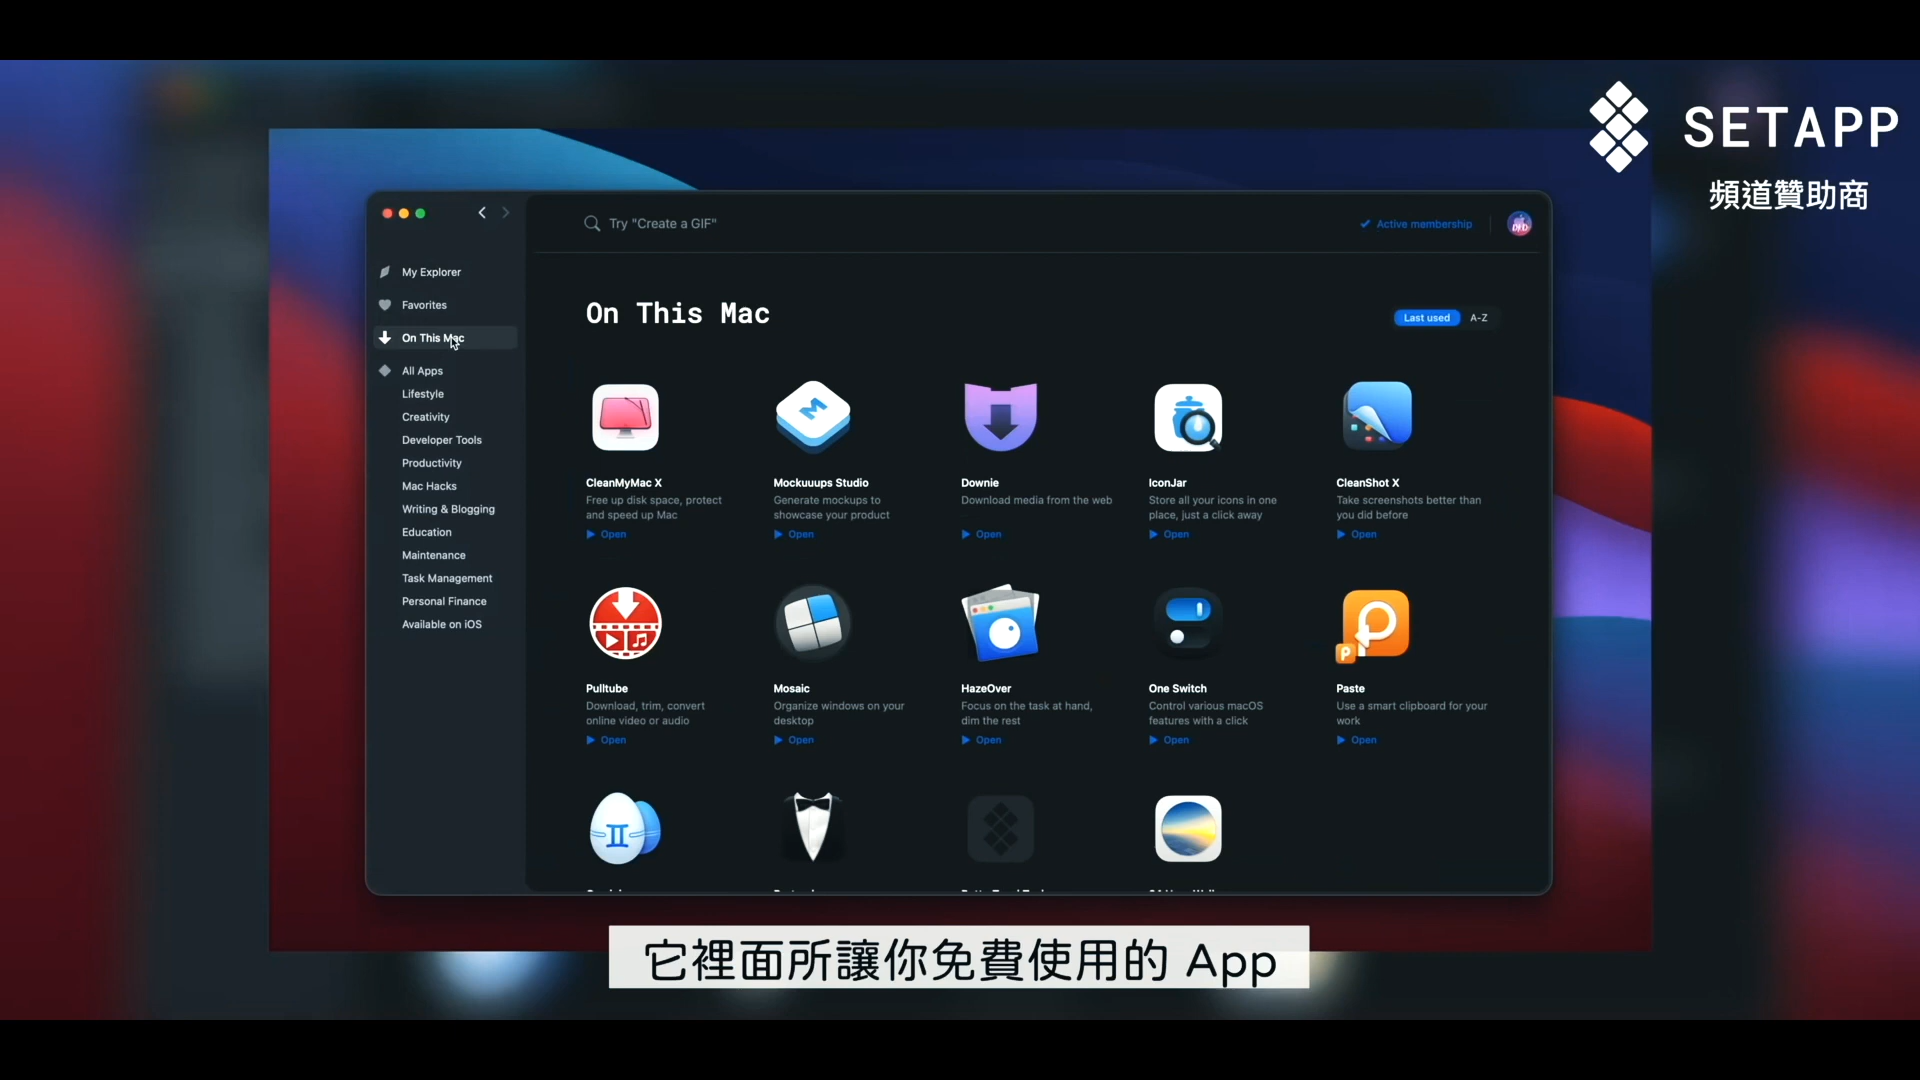 SETAPP
頻道贊助商
Try "Create a GIF"
Active membership
My Explorer
Favorites
On This Mac
All Apps
Lifestyle
Creativity
Developer Tools
Productivity
Mac Hacks
Writing & Blogging
Education
Maintenance
Task Management
Personal Finance
Available on iOS
On This Mac
Last used
A-Z
CleanMyMac X
Free up disk space, protect
and speed up Mac
Open
Mockuuups Studio
Generate mockups to
showcase your product
Open
Downie
Download media from the web
Open
IconJar
Store all your icons in one
place, just a click away
Open
CleanShot X
Take screenshots better than
you did before
Open
Pulltube
Download, trim, convert
online video or audio
Open
Mosaic
Organize windows on your
desktop
Open
HazeOver
Focus on the task at hand,
dim the rest
Open
One Switch
Control various macOS
features with a click
Open
Paste
Use a smart clipboard for your
work
Open
它裡面所讓你免費使用的 App